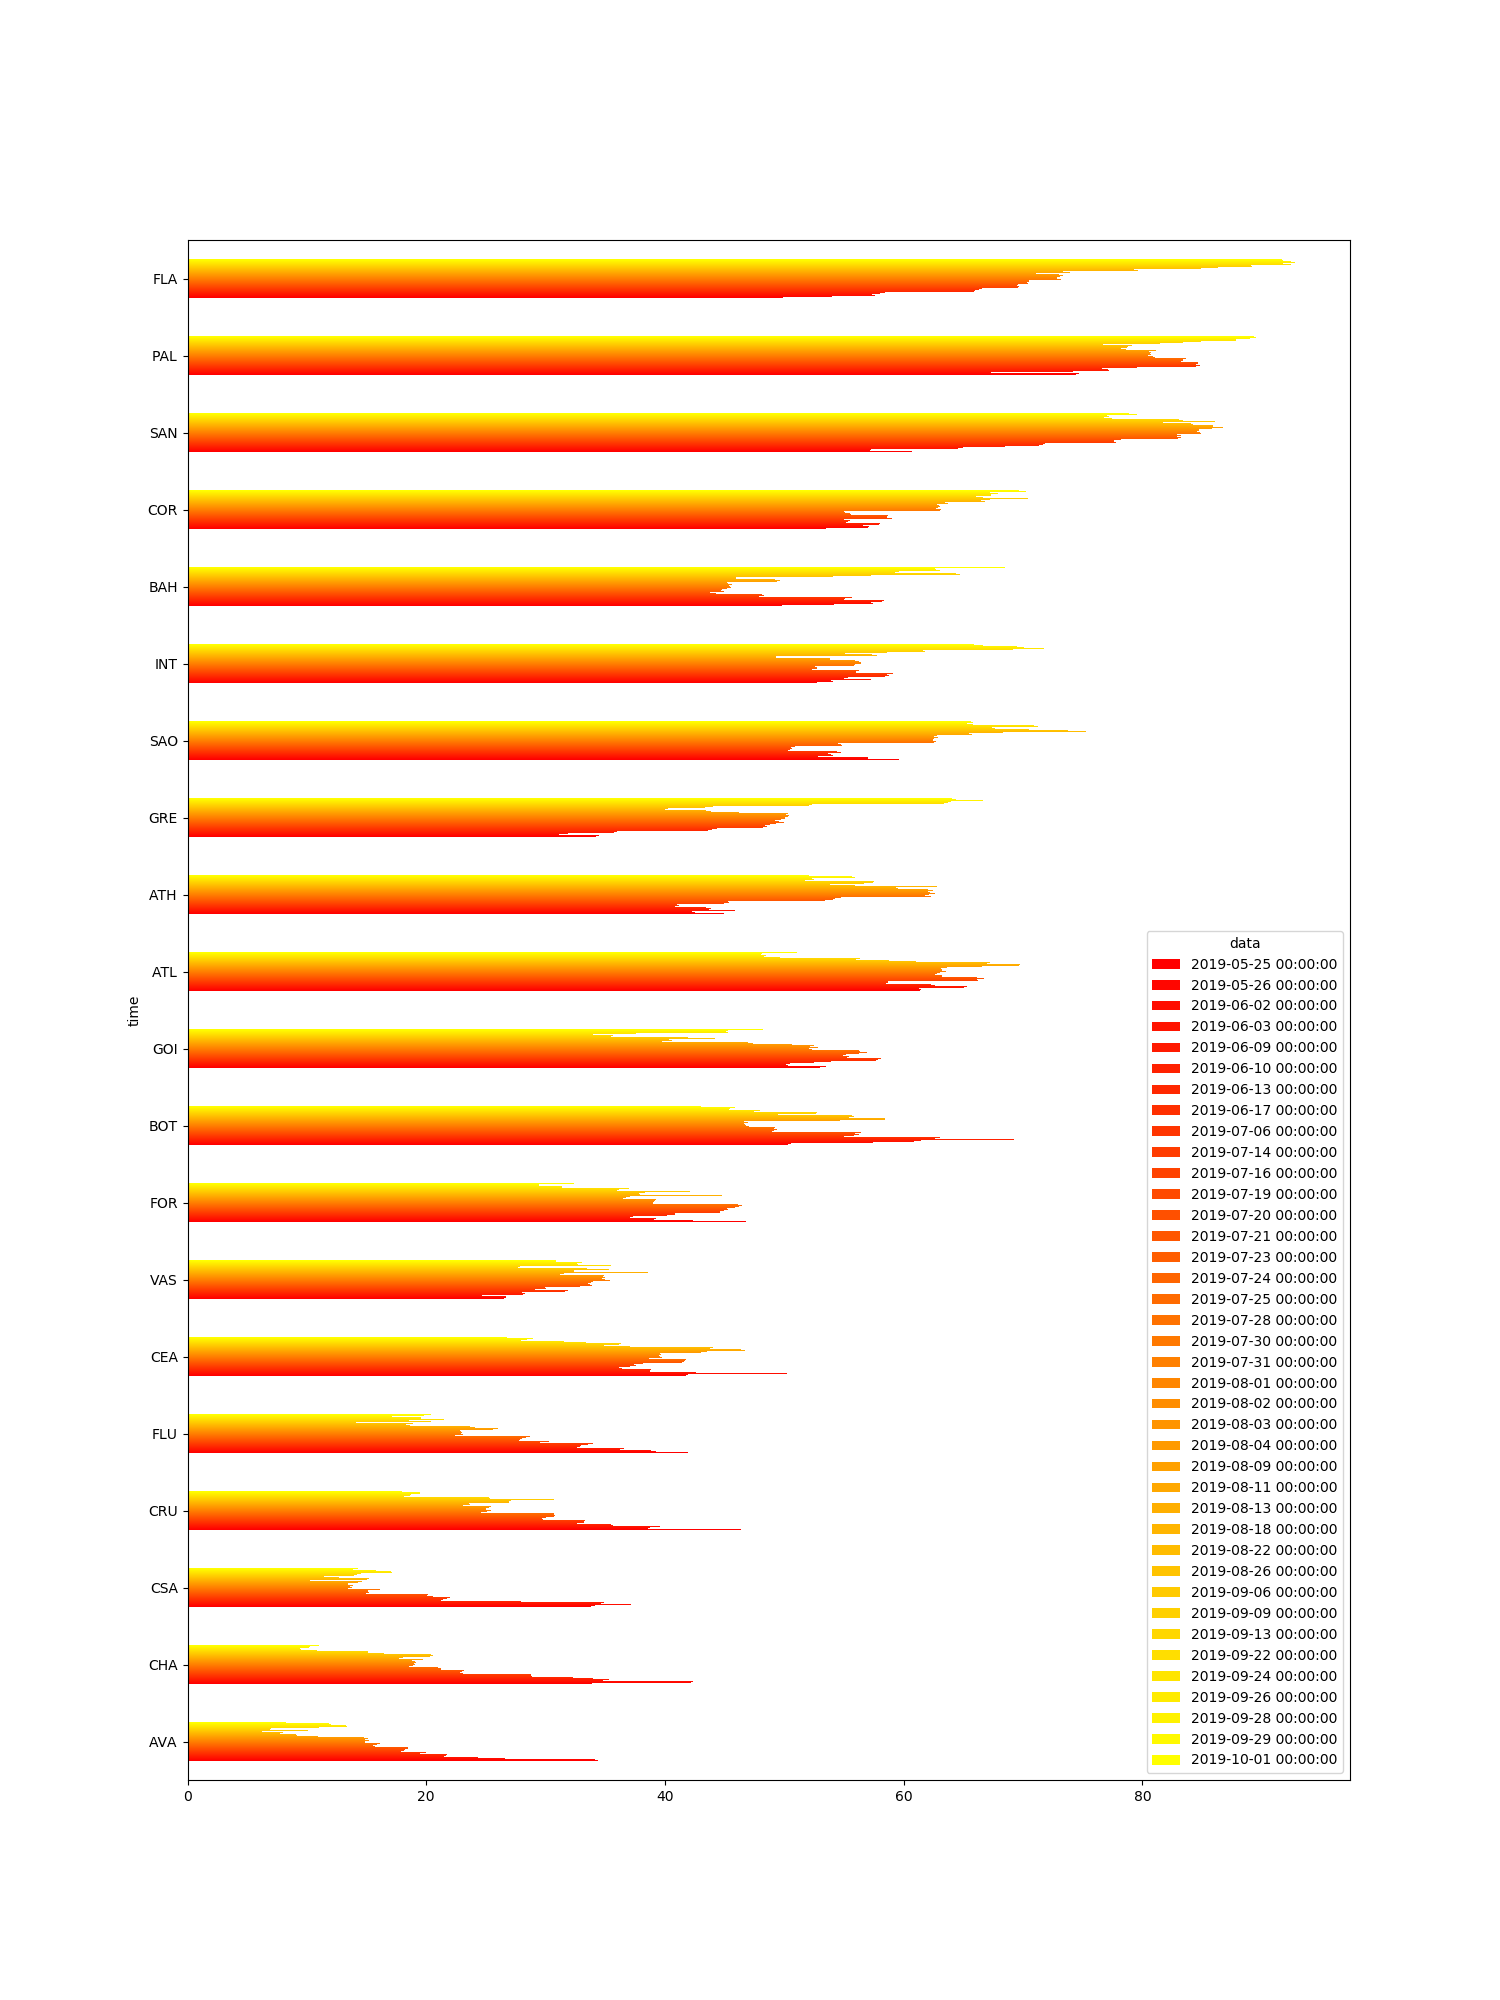 FLA
PAL
SAN
COR
BAH
INT
SAO
GRE
ATH
ATL
GOI
BOT
FOR
VAS
CEA
FLU
CRU
CSA
CHA
AVA
time
0 20 40 60 80
data
2019-05-25 00:00:00
2019-05-26 00:00:00
2019-06-02 00:00:00
2019-06-03 00:00:00
2019-06-09 00:00:00
2019-06-10 00:00:00
2019-06-13 00:00:00
2019-06-17 00:00:00
2019-07-06 00:00:00
2019-07-14 00:00:00
2019-07-16 00:00:00
2019-07-19 00:00:00
2019-07-20 00:00:00
2019-07-21 00:00:00
2019-07-23 00:00:00
2019-07-24 00:00:00
2019-07-25 00:00:00
2019-07-28 00:00:00
2019-07-30 00:00:00
2019-07-31 00:00:00
2019-08-01 00:00:00
2019-08-02 00:00:00
2019-08-03 00:00:00
2019-08-04 00:00:00
2019-08-09 00:00:00
2019-08-11 00:00:00
2019-08-13 00:00:00
2019-08-18 00:00:00
2019-08-22 00:00:00
2019-08-26 00:00:00
2019-09-06 00:00:00
2019-09-09 00:00:00
2019-09-13 00:00:00
2019-09-22 00:00:00
2019-09-24 00:00:00
2019-09-26 00:00:00
2019-09-28 00:00:00
2019-09-29 00:00:00
2019-10-01 00:00:00